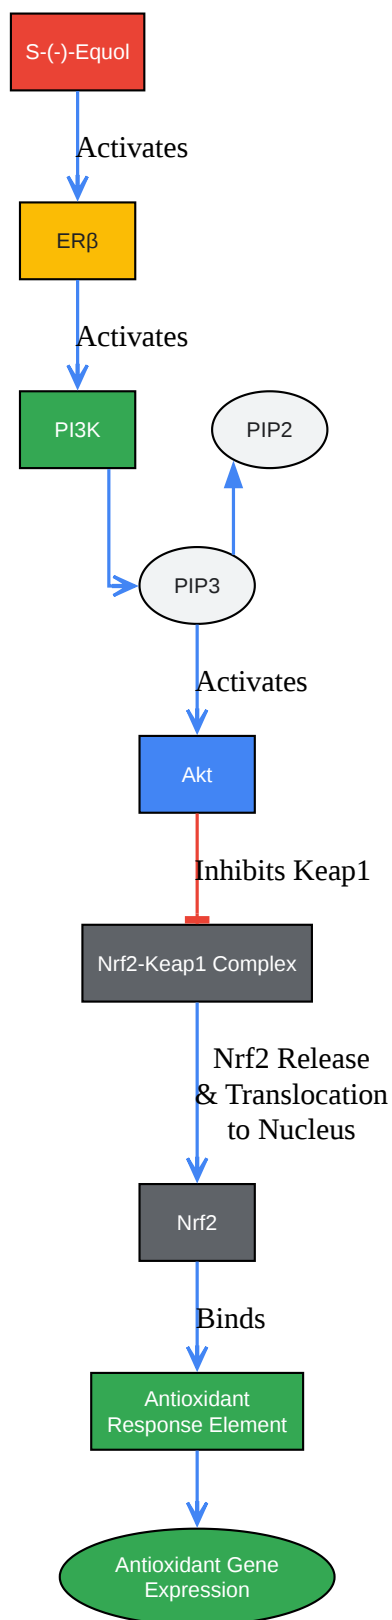 S-(-)-Equol
Activates
ERβ
Activates
PI3K
PIP2
PIP3
Activates
Akt
Inhibits Keap1
Nrf2-Keap1 Complex
Nrf2 Release
& Translocation
to Nucleus
Nrf2
Binds
Antioxidant
Response Element
Antioxidant Gene
Expression